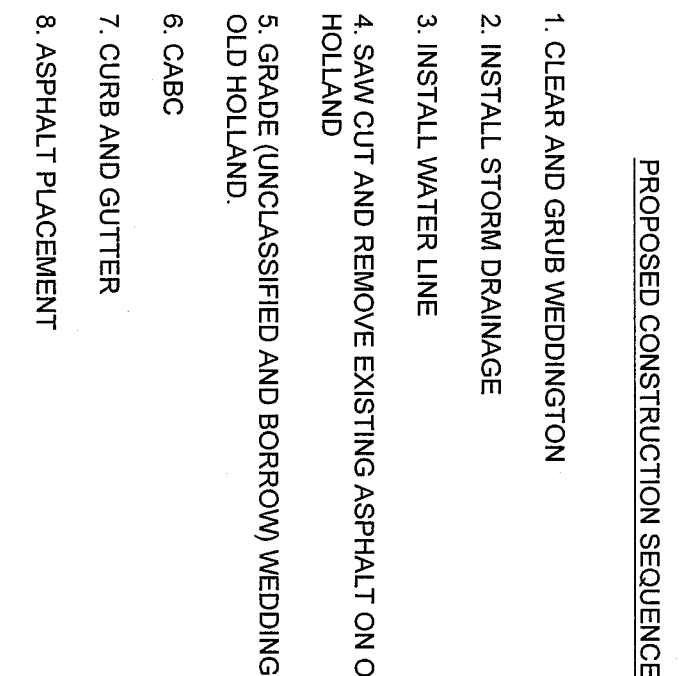 PROPOSED CONSTRUCTION SEQUENCE
1. CLEAR AND GRUB WEDDINGTON
2. INSTALL STORM DRAINAGE
3. INSTALL WATER LINE
4. SAW CUT AND REMOVE EXISTING ASPHALT ON
HOLLAND
5. GRADE (UNCLASSIFIED AND BORROW) WEDDING
OLD HOLLAND.
6. CABC
7. CURB AND GUTTER
8. ASPHALT PLACEMENT